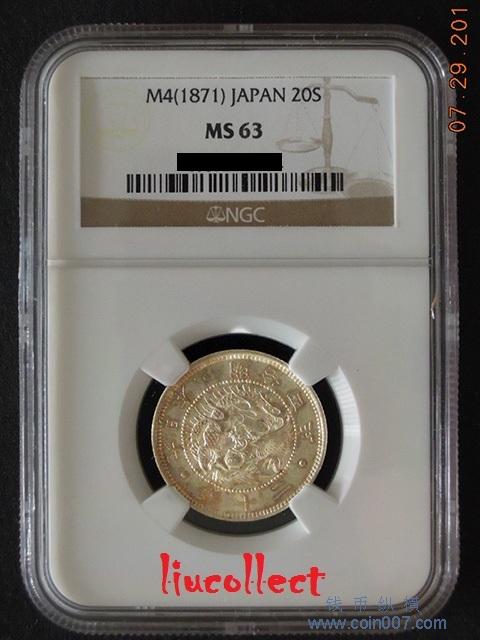 07.29.201
M4(1871) JAPAN 20S
MS 63
NGC
liucollect
钱币纵横
www.coin007.com